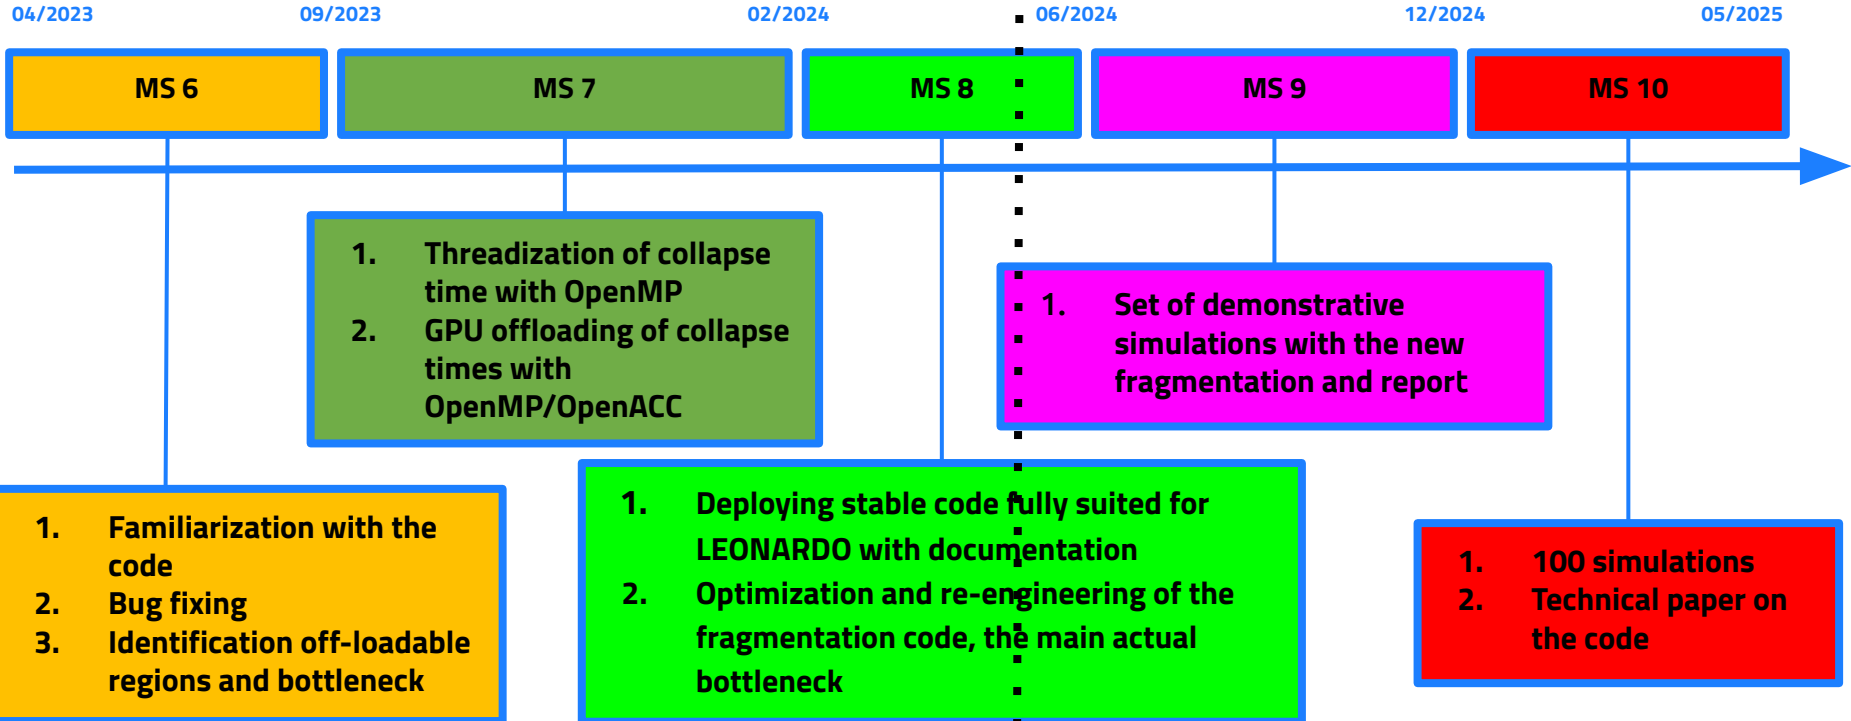 04/2023 09/2023 02/2024 06/2024 12/2024 05/2025
MS 6 MS 7 MS 8 MS 9 MS 10
1. Threadization of collapse
time with OpenMP
2. GPU offloading of collapse
times with
OpenMP/OpenACC
1. Set of demonstrative
simulations with the new
fragmentation and report
1. Familiarization with the
code
2. Bug fixing
3. Identification off-loadable
regions and bottleneck
1. Deploying stable code fully suited for
LEONARDO with documentation
2. Optimization and re-engineering of the
fragmentation code, the main actual
bottleneck
1. 100 simulations
2. Technical paper on
the code